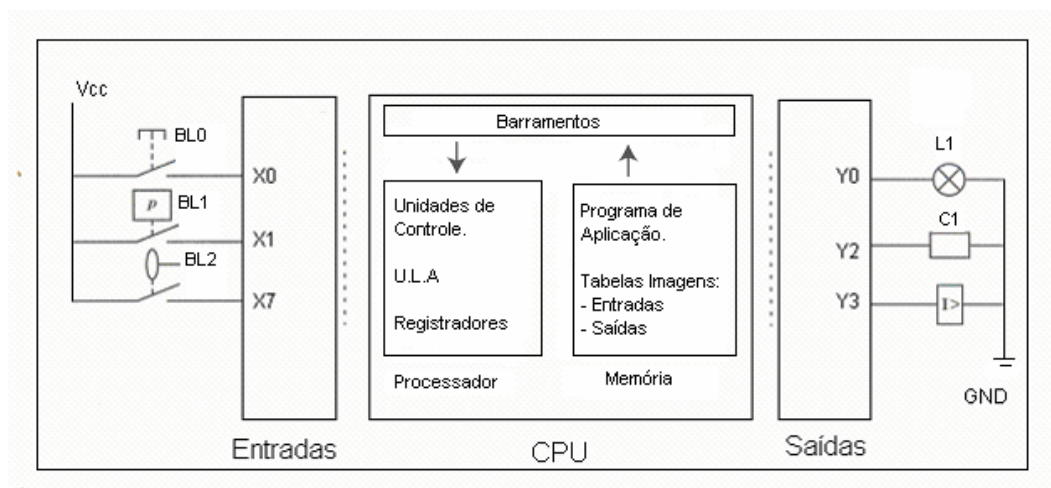 Vcc
BL0
X0
p
BL1
X1
BL2
X7
Entradas
Barramentos
Unidades de
Controle.
U.L.A
Registradores
Processador
Programa de
Aplicação.
Tabelas Imagens:
- Entradas
- Saídas
Memória
CPU
Y0
Y2
Y3
Saídas
L1
C1
I>
GND